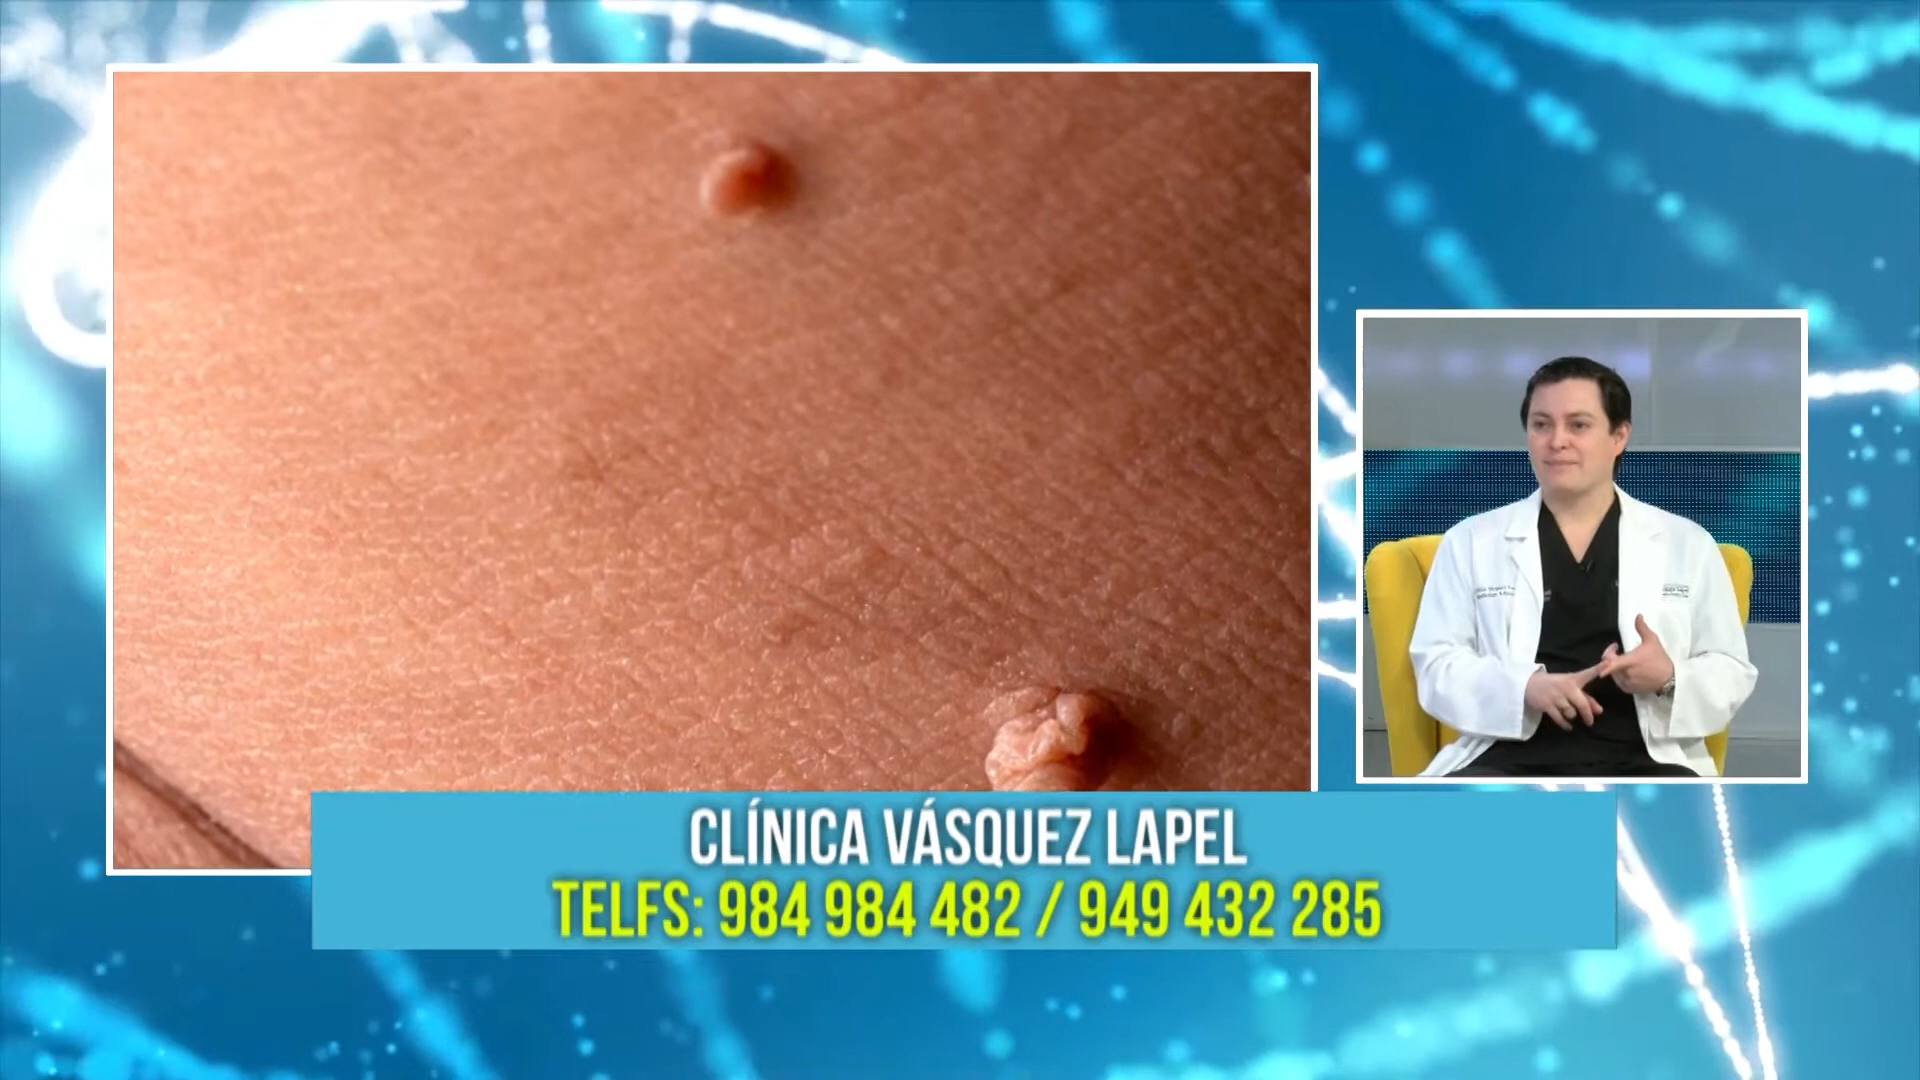 CLÍNICA VÁSQUEZ LAPEL
TELFS: 984 984 482 / 949 432 285